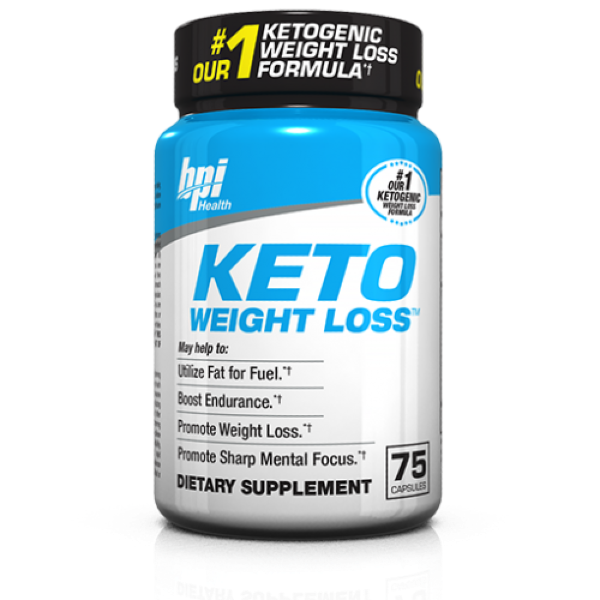 #1
OUR
KETOGENIC
WEIGHT LOSS
FORMULA*†
bpi
Health
#1
OUR
KETOGENIC
WEIGHT LOSS
FORMULA
KETO
WEIGHT LOSS™
May help to:
Utilize Fat for Fuel.*†
Boost Endurance.*†
Promote Weight Loss.*†
Promote Sharp Mental Focus.*†
DIETARY SUPPLEMENT
75
CAPSULES